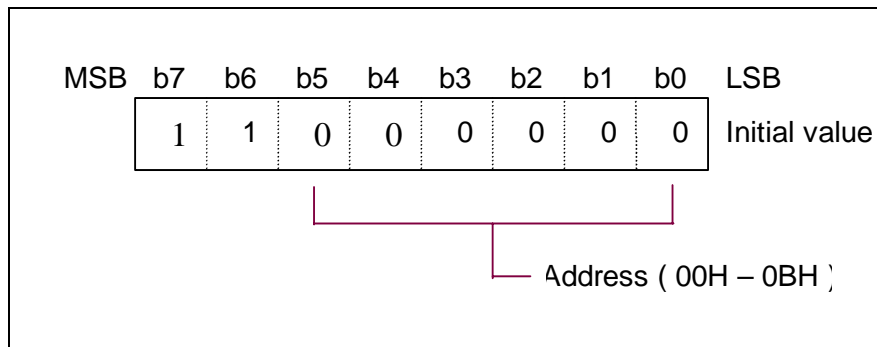 MSB b7 b6 b5 b4 b3 b2 b1 b0 LSB
1 1 0 0 0 0 0 0 Initial value
Address ( 00H – 0BH )